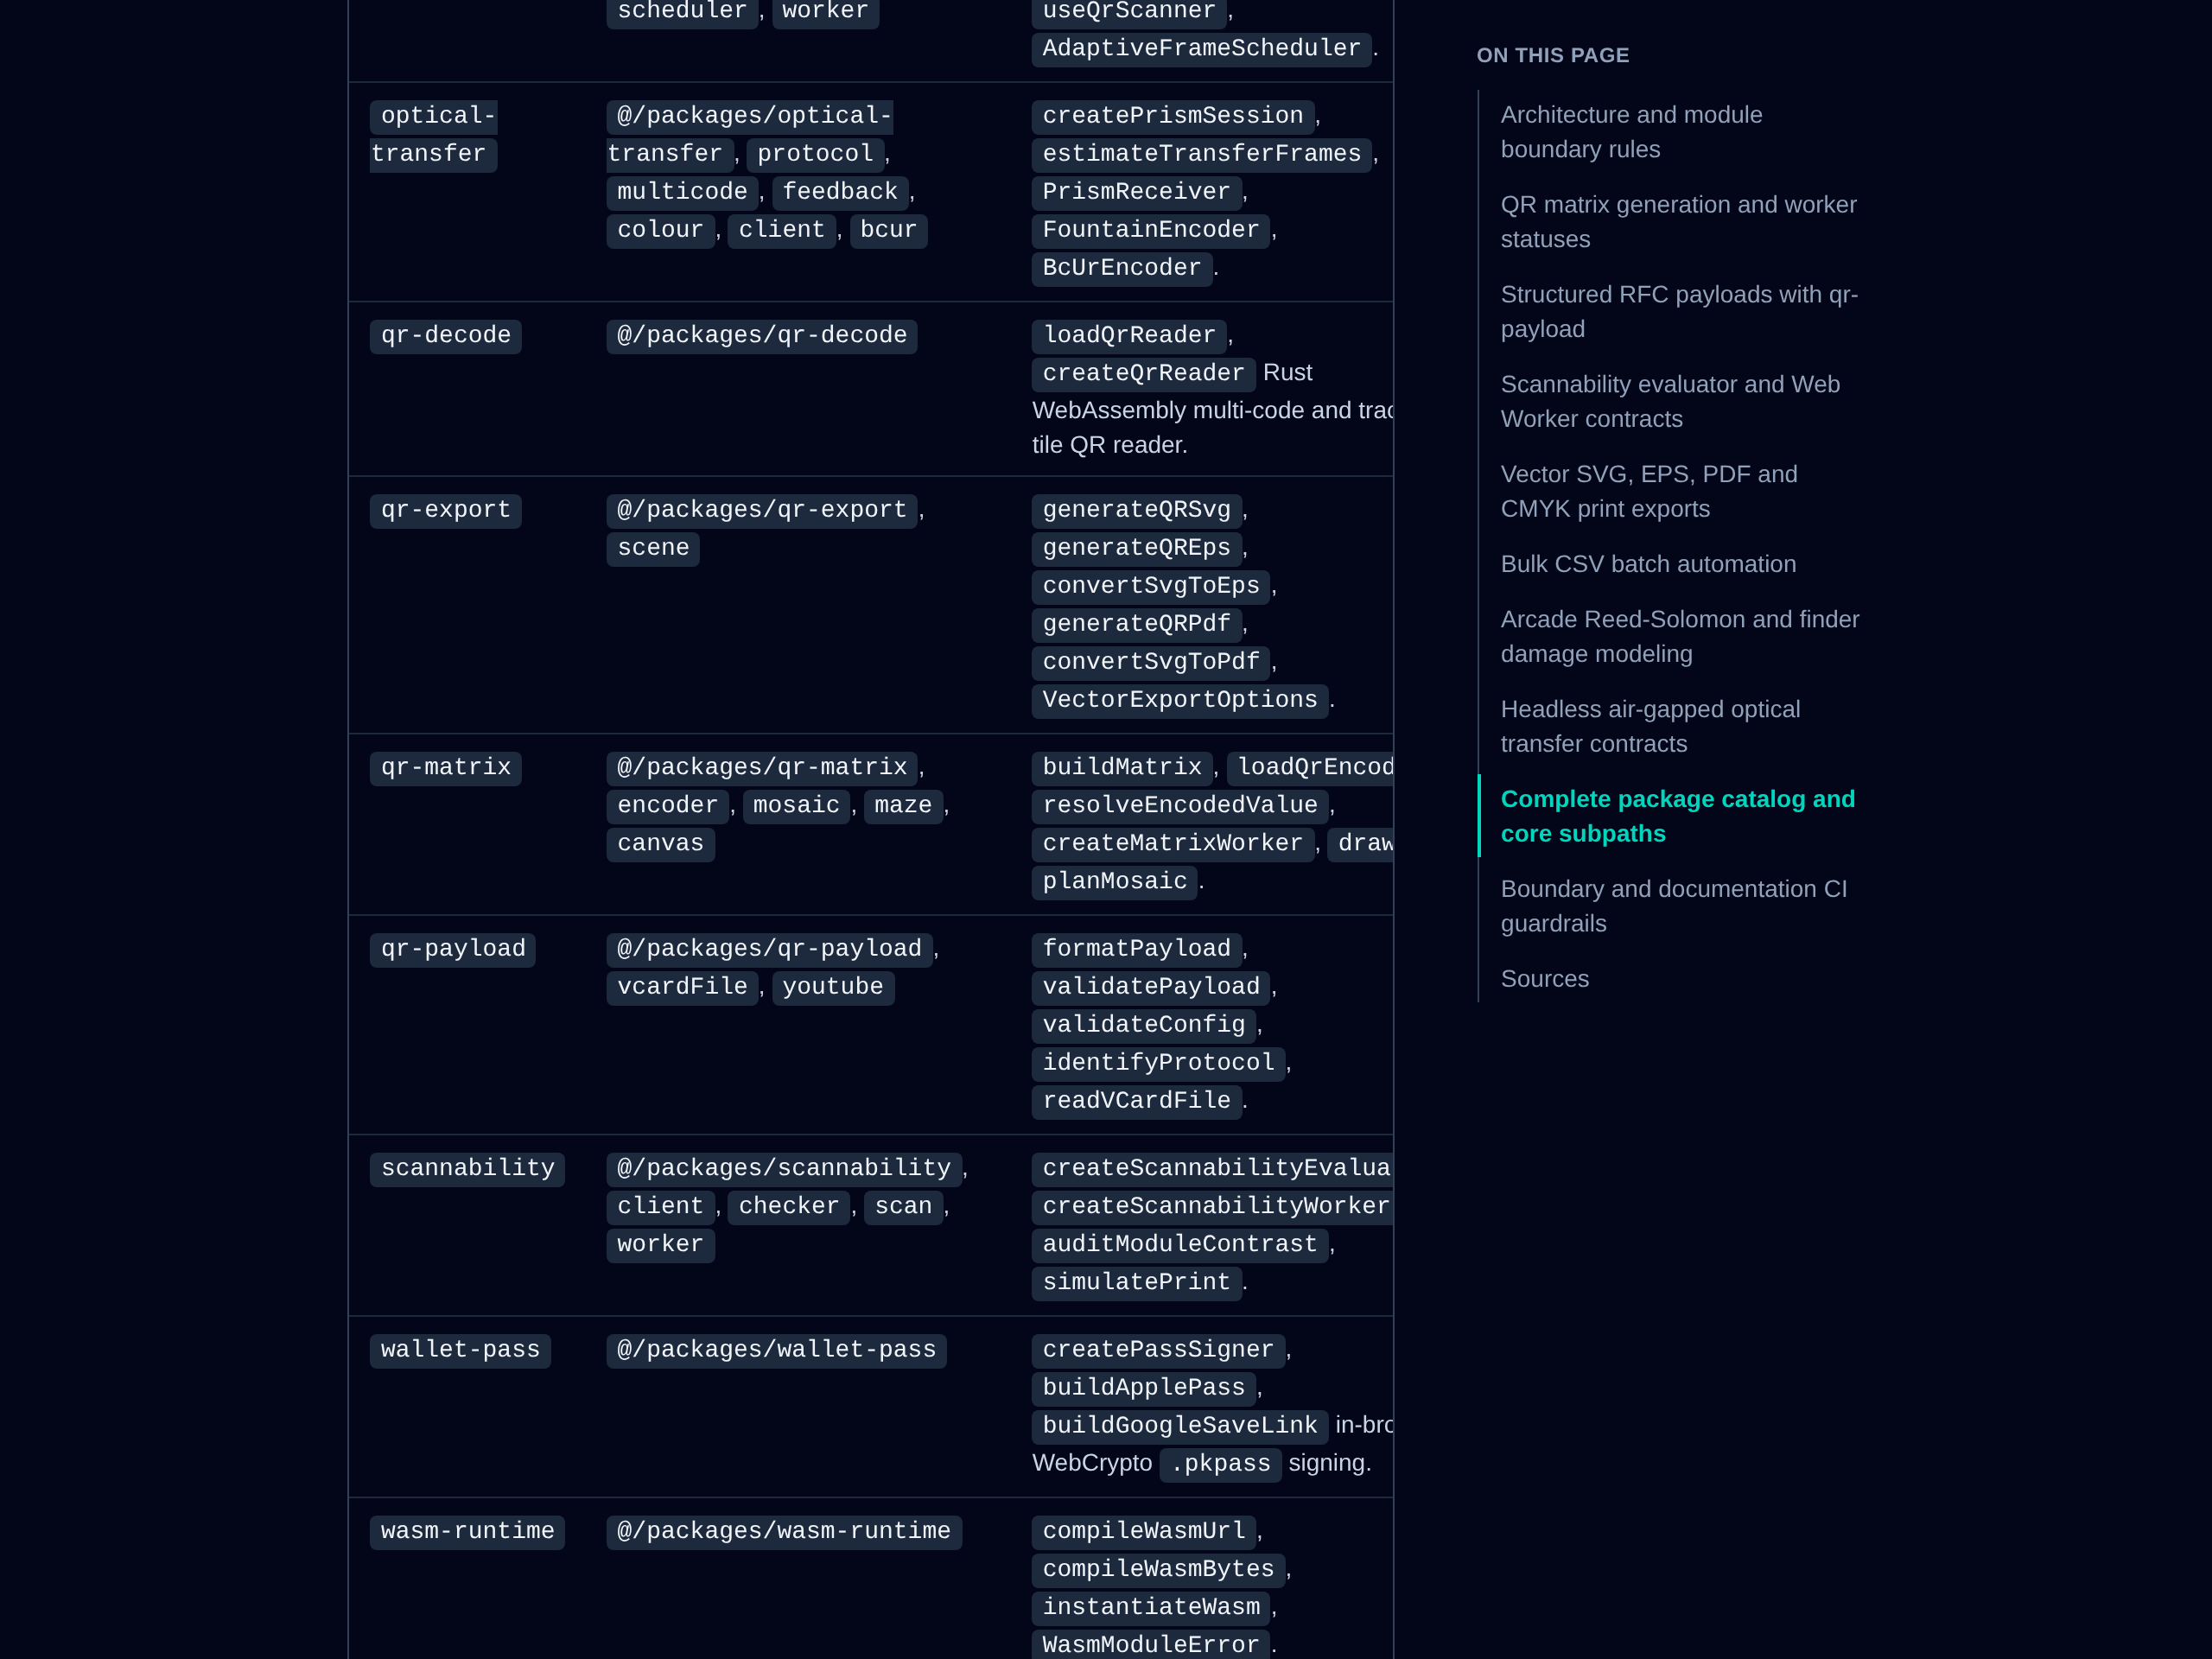 scheduler, worker
useQrScanner,
AdaptiveFrameScheduler.
optical-
transfer
@/packages/optical-
transfer, protocol,
multicode, feedback,
colour, client, bcur
createPrismSession,
estimateTransferFrames,
PrismReceiver,
FountainEncoder,
BcUrEncoder.
qr-decode
@/packages/qr-decode
loadQrReader,
createQrReader Rust
WebAssembly multi-code and
tile QR reader.
qr-export
@/packages/qr-export,
scene
generateQRSvg,
generateQREps,
convertSvgToEps,
generateQRPdf,
convertSvgToPdf,
VectorExportOptions.
qr-matrix
@/packages/qr-matrix,
encoder, mosaic, maze,
canvas
buildMatrix,
resolveEncodedValue,
createMatrixWorker,
planMosaic.
qr-payload
@/packages/qr-payload,
vcardFile, youtube
formatPayload,
validatePayload,
validateConfig,
identifyProtocol,
readVCardFile.
scannability
@/packages/scannability,
client, checker, scan,
worker
createScannabilityWorker
auditModuleContrast,
simulatePrint.
wallet-pass
@/packages/wallet-pass
createPassSigner,
buildApplePass,
buildGoogleSaveLink
WebCrypto .pkpass signing.
wasm-runtime
@/packages/wasm-runtime
compileWasmUrl,
compileWasmBytes,
instantiateWasm,
WasmModuleError.
ON THIS PAGE
Architecture and module
boundary rules
QR matrix generation and worker
statuses
Structured RFC payloads with qr-
payload
Scannability evaluator and Web
Worker contracts
Vector SVG, EPS, PDF and
CMYK print exports
Bulk CSV batch automation
Arcade Reed-Solomon and finder
damage modeling
Headless air-gapped optical
transfer contracts
Complete package catalog and
core subpaths
Boundary and documentation CI
guardrails
Sources